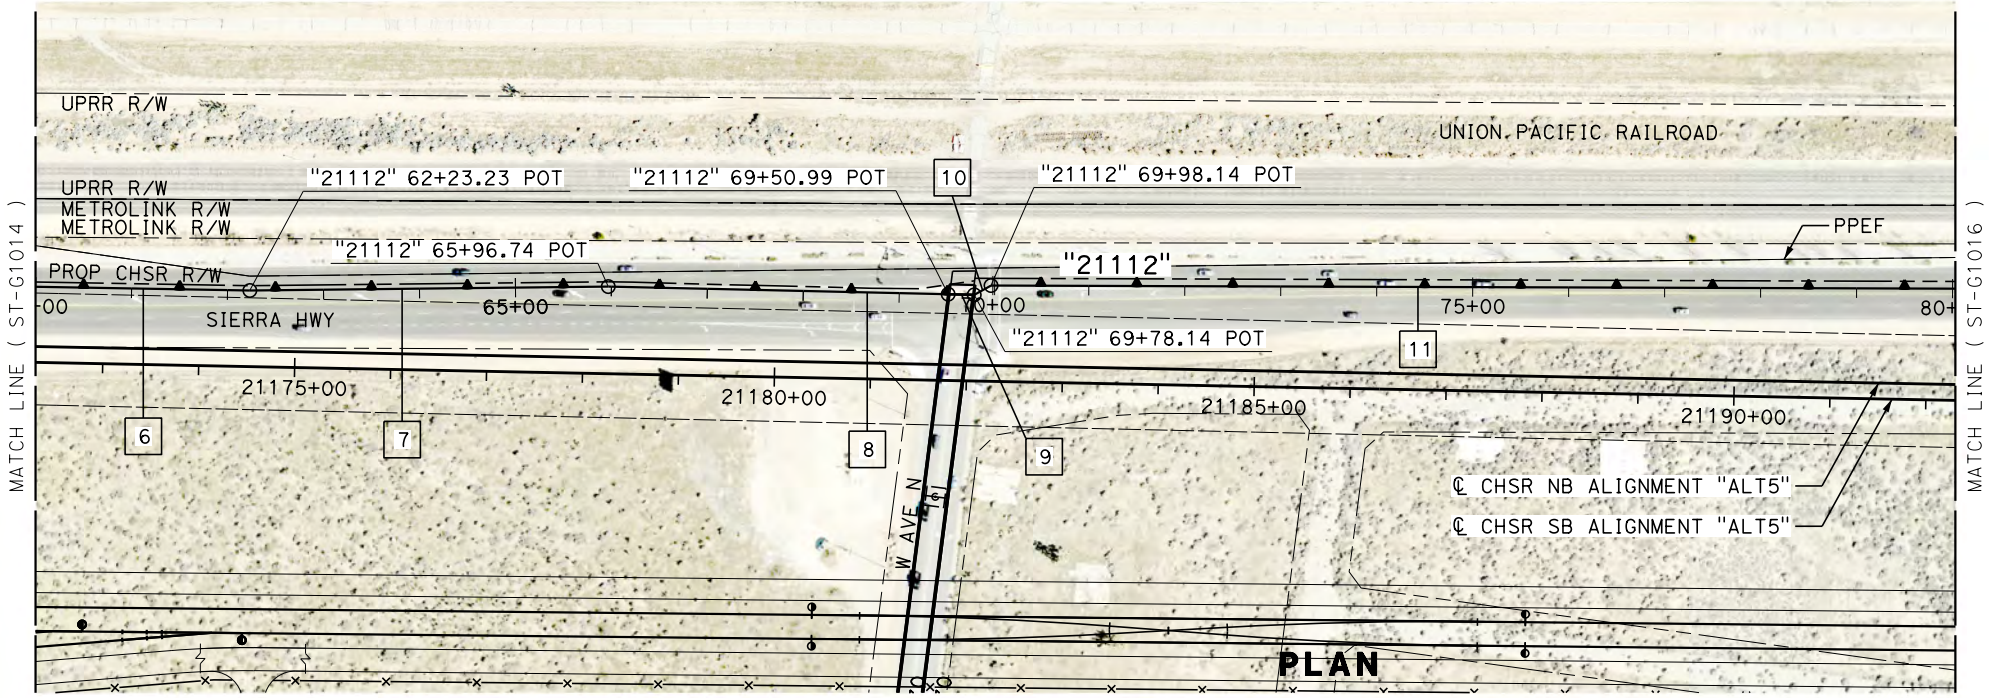 UPRR R/W
UNION PACIFIC RAILROAD
"21112" 62+23.23 POT
"21112" 69+50.99 POT
10
"21112" 69+98.14 POT
UPRR R/W
METROLINK R/W
METROLINK R/W
PPEF
"21112" 65+96.74 POT
PROP CHSR R/W
"21112"
-00
65+00
70+00
75+00
80+
SIERRA HWY
"21112" 69+78.14 POT
11
MATCH LINE ( ST-G1014 )
MATCH LINE ( ST-G1016 )
21175+00
21180+00
21185+00
21190+00
6
7
8
9
℄ CHSR NB ALIGNMENT "ALT5"
℄ CHSR SB ALIGNMENT "ALT5"
W AVE N
PLAN